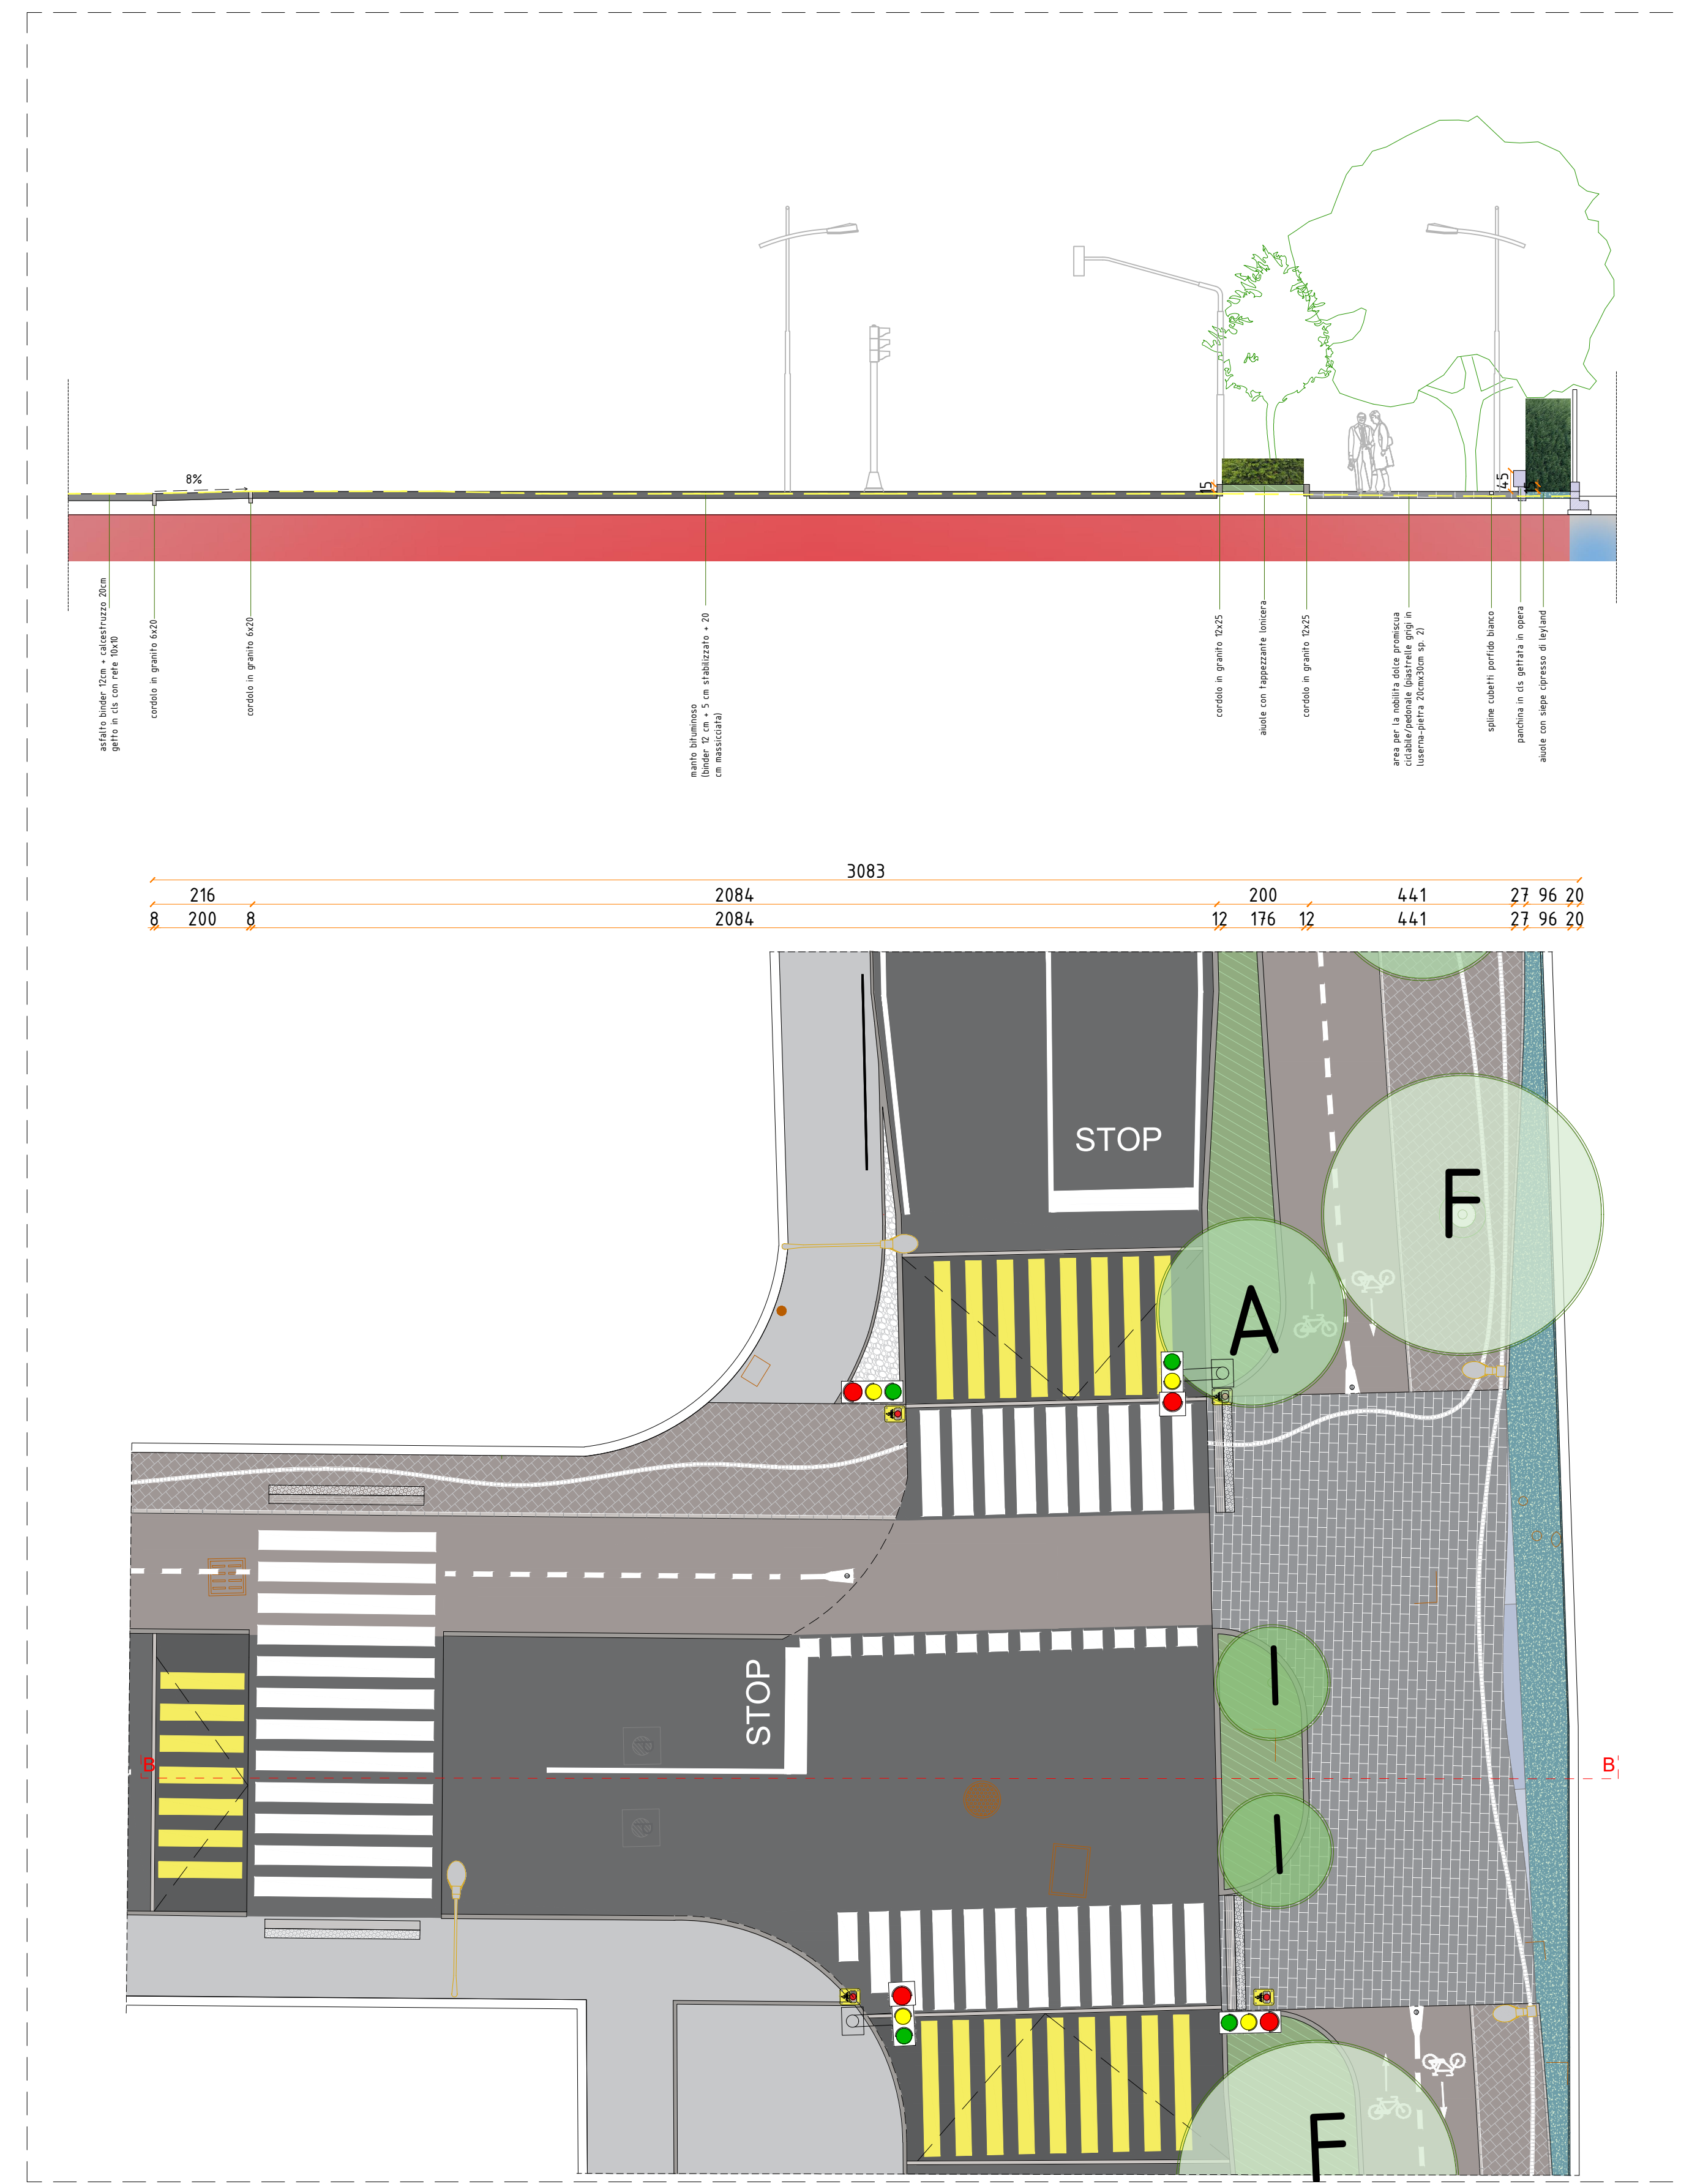 8%
15
45
15
asfalto binder 12cm + calcestruzzo 20cm
getto in cls con rete 10x10
cordolo in granito 6x20
cordolo in granito 6x20
manto bituminoso
(binder 12 cm + 5 cm stabilizzato + 20
cm massicciata)
cordolo in granito 12x25
aiuole con tappezzante lonicera
cordolo in granito 12x25
area per la nobilita dolce promiscua
ciclabile/pedonale (piastrelle grigi in
luserna-pietra 20cmx30cm sp. 2)
spline cubetti porfido bianco
panchina in cls gettata in opera
aiuole con siepe cipresso di leyland
3083
216 2084 200 441 27 96 20
8 200 8 2084 12 176 12 441 27 96 20
STOP
F
A
STOP
I
B
B'
I
F